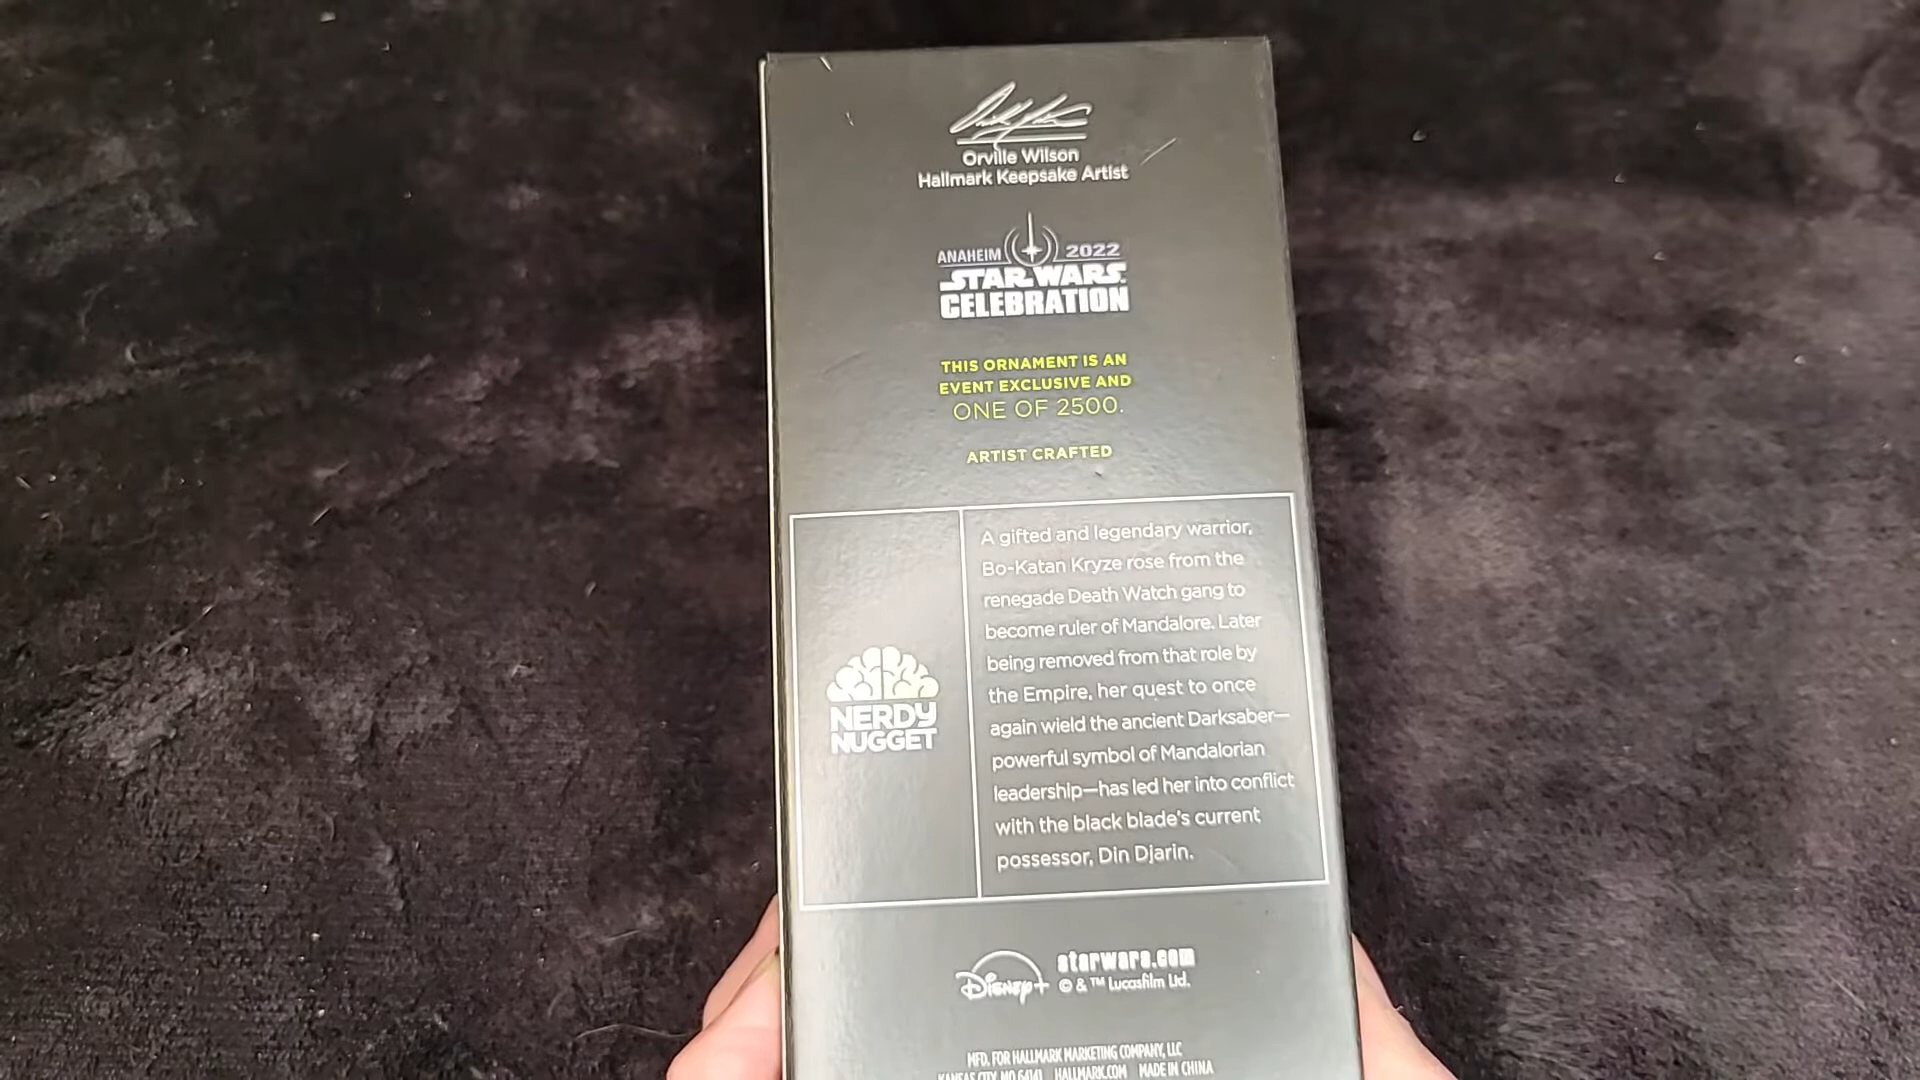 Orville Wilson
Hallmark Keepsake Artist
ANAHEIM 2022
STAR WARS
CELEBRATION
THIS ORNAMENT IS AN
EVENT EXCLUSIVE AND
ONE OF 2500.
ARTIST CRAFTED
NERDY
NUGGET
A gifted and legendary warrior,
Bo-Katan Kryze rose from the
renegade Death Watch gang to
become ruler of Mandalore. Later
being removed from that role by
the Empire, her quest to once
again wield the ancient Darksaber—
powerful symbol of Mandalorian
leadership—has led her into conflict
with the black blade's current
possessor, Din Djarin.
Disney+
starwars.com
© & ™ Lucasfilm Ltd.
MFD. FOR HALLMARK MARKETING COMPANY, LLC
KANSAS CITY, MO 64141 HALLMARK.COM MADE IN CHINA